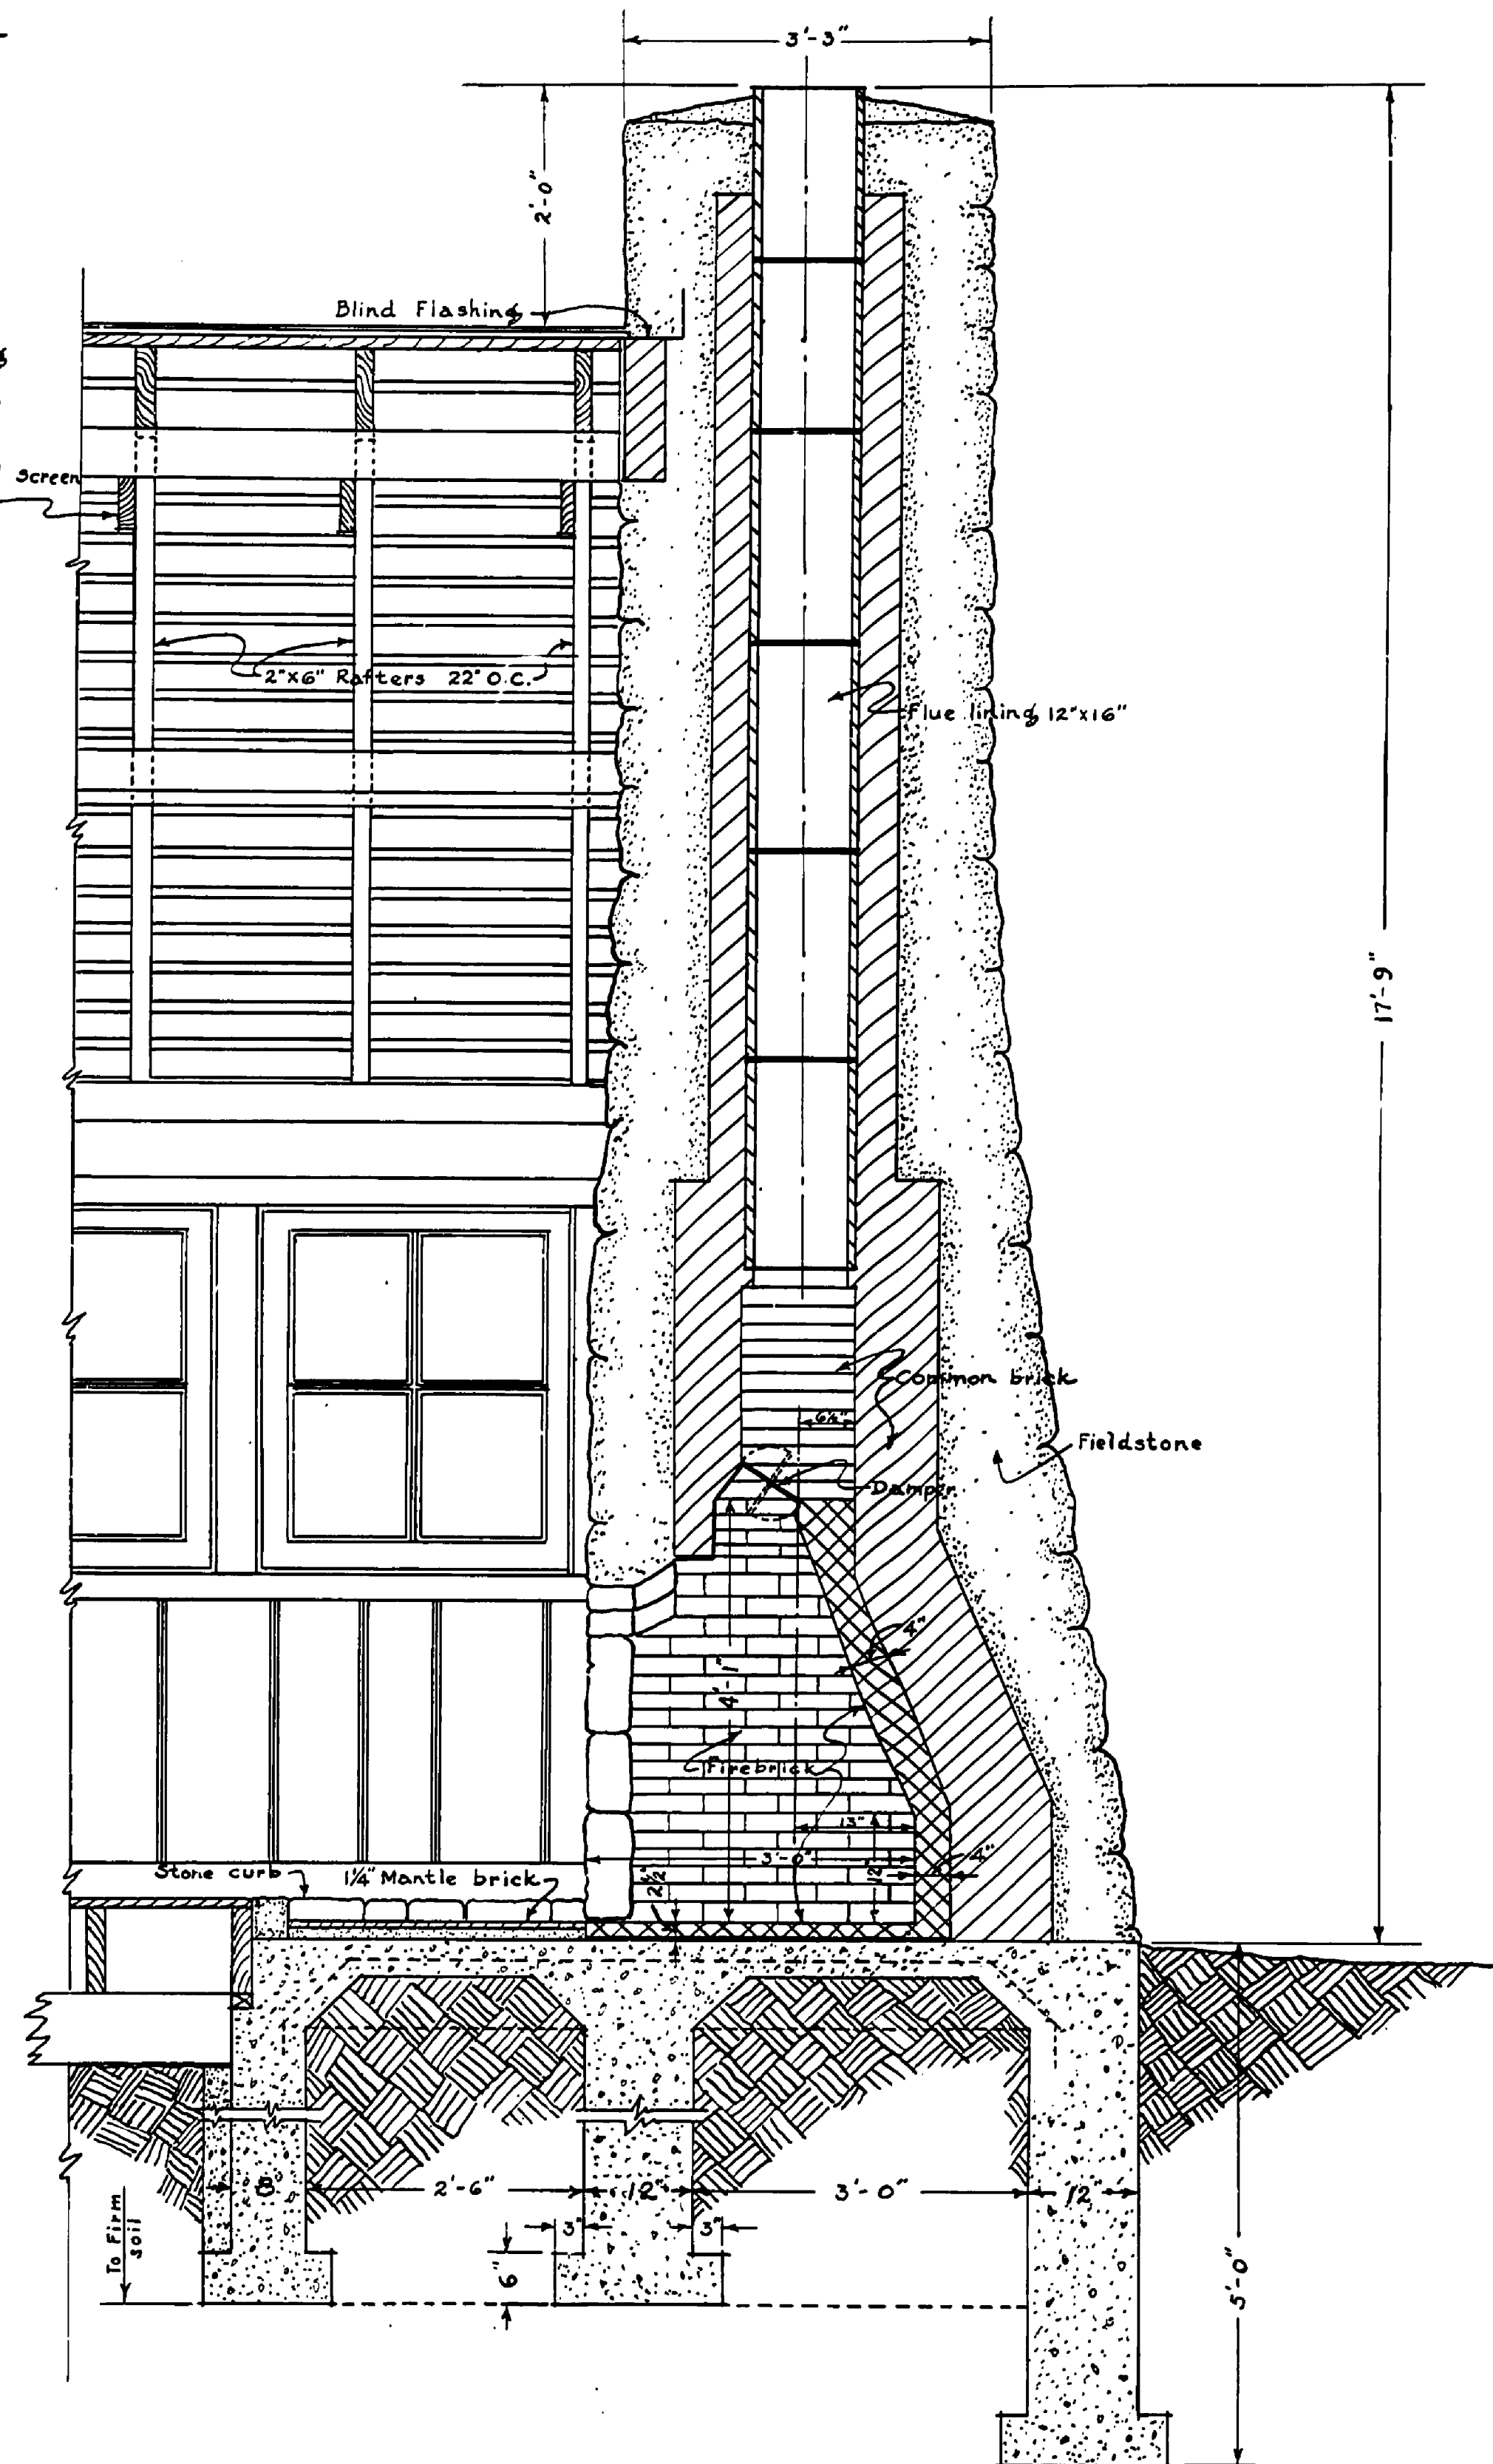 3'-3"
2'-0"
Blind Flashing
Screen
2"x6" Rafters 22" O.C.
Flue lining 12"x16"
17'-9"
Common brick
6½"
Fieldstone
Damper
4"
4'-1"
Firebrick
13"
3'-0"
12"
4"
2½"
Stone curb
1¼" Mantle brick
8"
2'-6"
12"
3'-0"
12"
3"
3"
6"
To Firm
soil
5'-0"